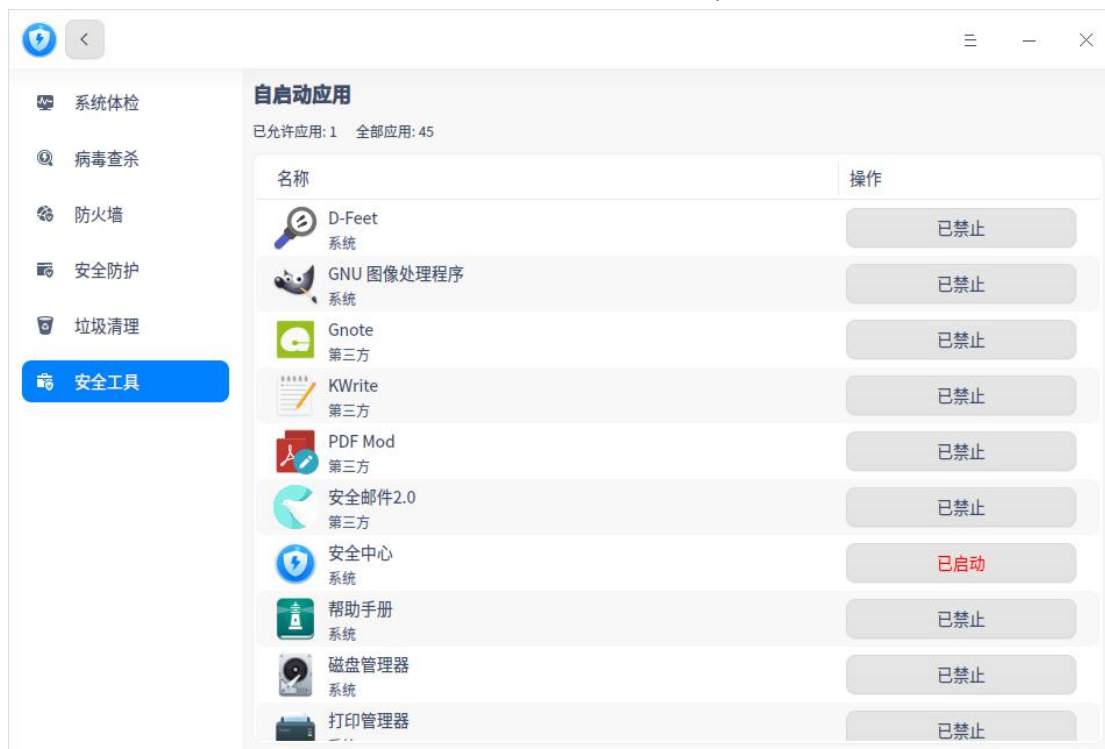 系统体检
病毒查杀
防火墙
安全防护
垃圾清理
安全工具
自启动应用
已允许应用: 1 全部应用: 45
名称 操作
D-Feet
系统
已禁止
GNU 图像处理程序
系统
已禁止
Gnote
第三方
已禁止
KWrite
第三方
已禁止
PDF Mod
第三方
已禁止
安全邮件2.0
第三方
已禁止
安全中心
系统
已启动
帮助手册
系统
已禁止
磁盘管理器
系统
已禁止
打印管理器
已禁止